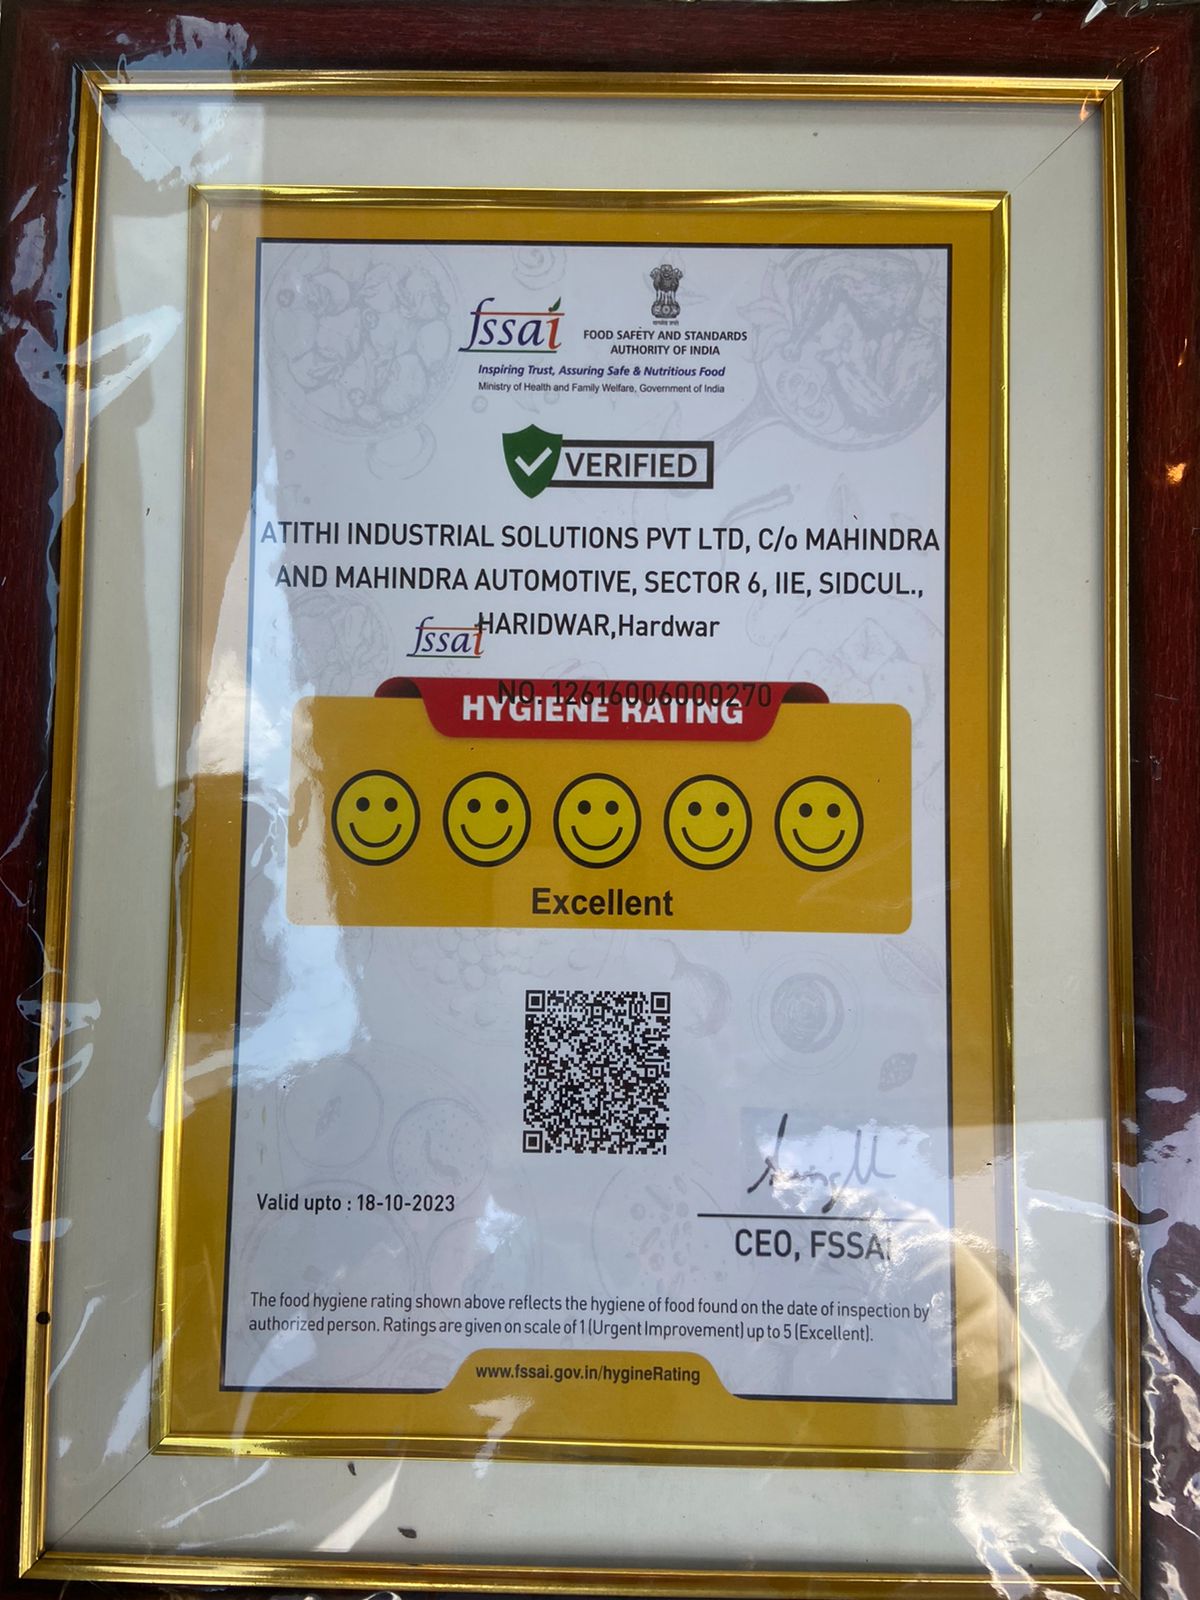 fssai
FOOD SAFETY AND STANDARDS
AUTHORITY OF INDIA
Inspiring Trust, Assuring Safe & Nutritious Food
Ministry of Health and Family Welfare, Government of India
VERIFIED
ATITHI INDUSTRIAL SOLUTIONS PVT LTD, C/o MAHINDRA
AND MAHINDRA AUTOMOTIVE, SECTOR 6, IIE, SIDCUL.,
HARIDWAR,Hardwar
fssai
NO. 12616006000270
HYGIENE RATING
Excellent
Valid upto : 18-10-2023
CEO, FSSAI
The food hygiene rating shown above reflects the hygiene of food found on the date of inspection by
authorized person. Ratings are given on scale of 1 (Urgent Improvement) up to 5 (Excellent).
www.fssai.gov.in/hygineRating